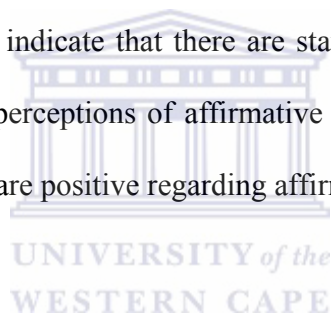 indicate that there are sta
perceptions of affirmative
are positive regarding affir
UNIVERSITY of the
WESTERN CAPE